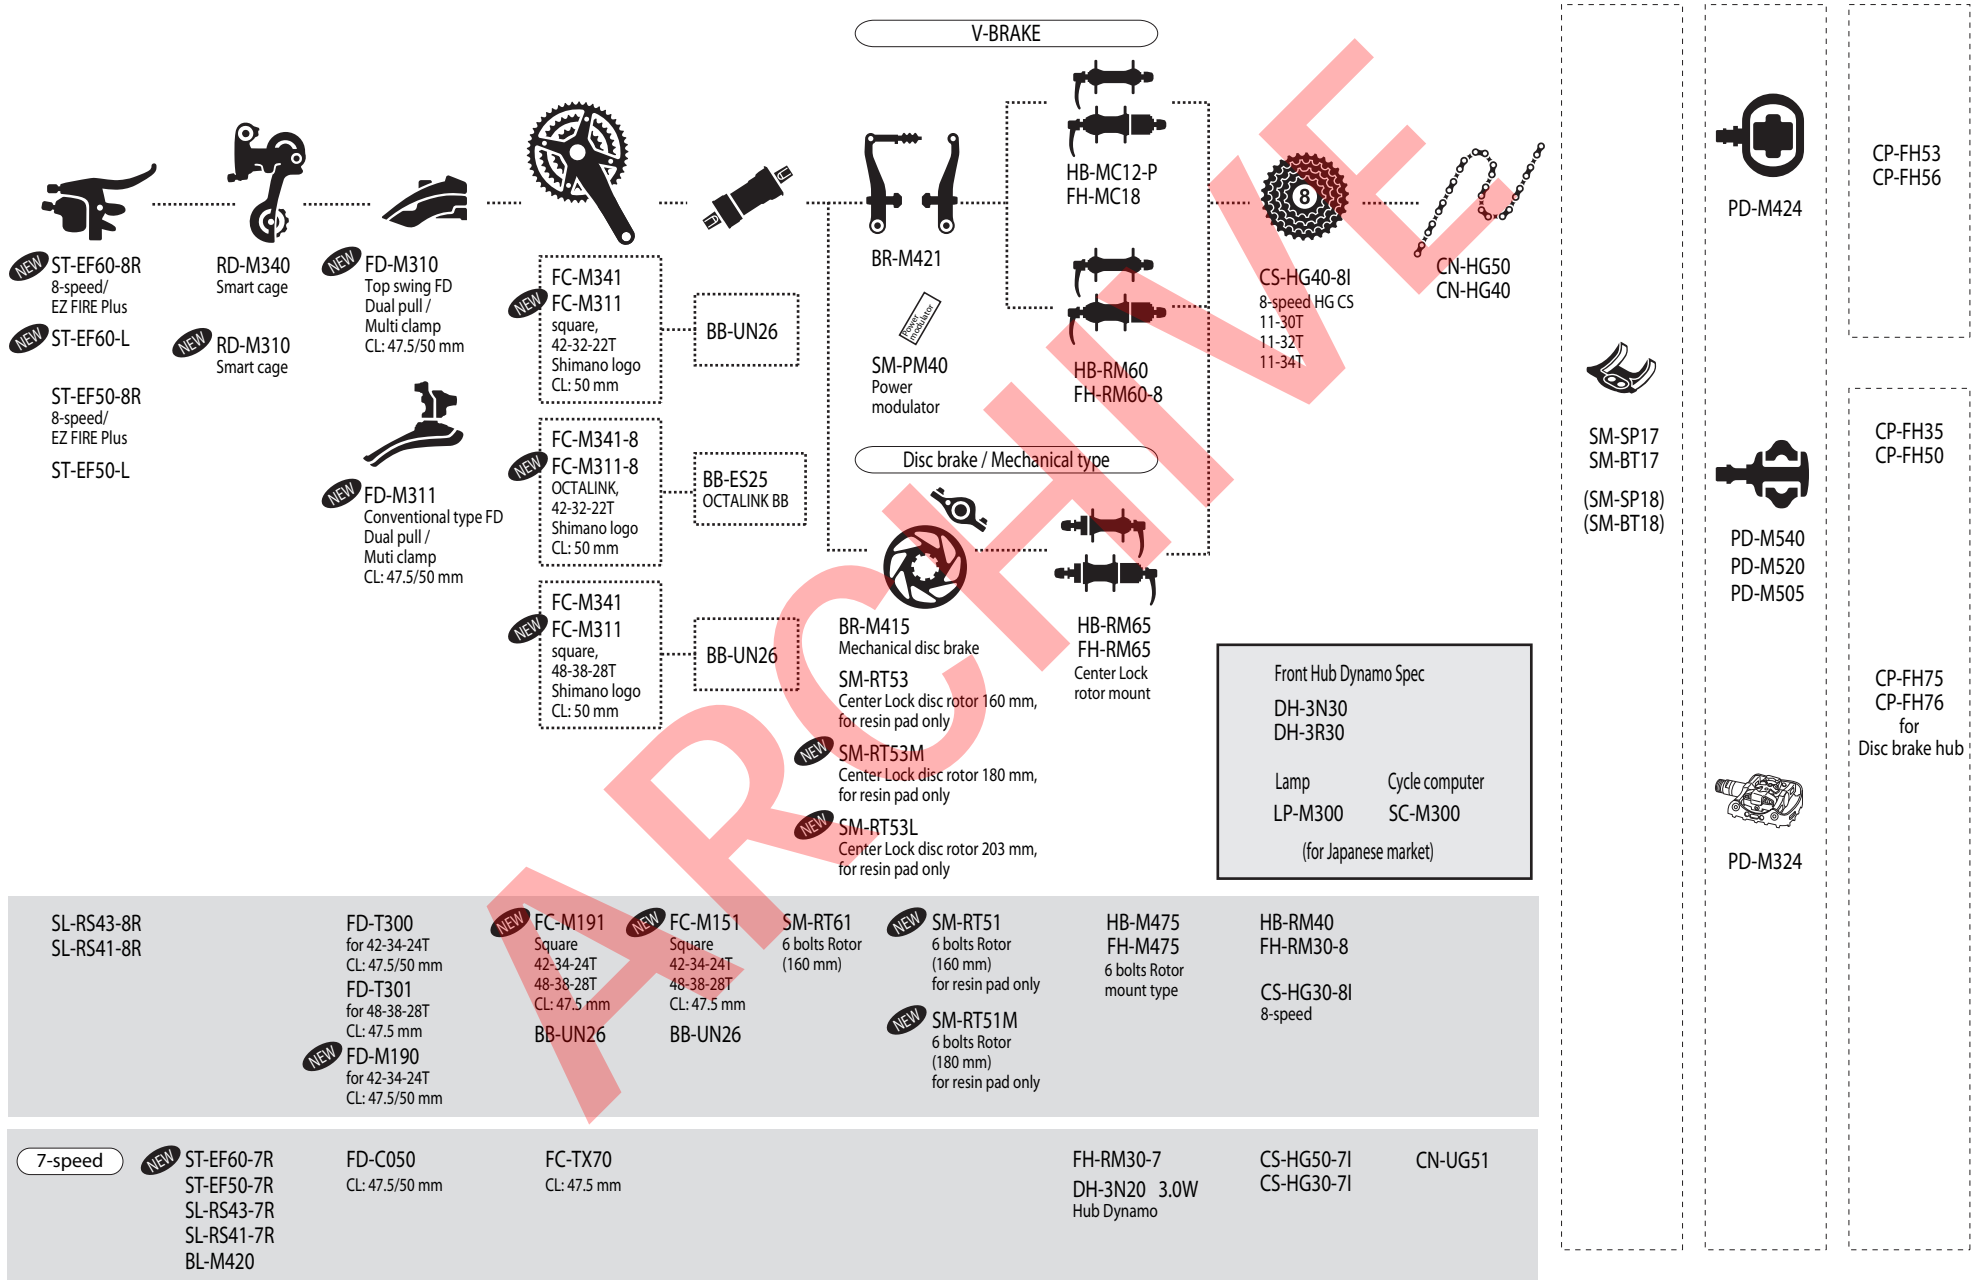 V-BRAKE
NEW ST-EF60-8R
8-speed/
EZ FIRE Plus
NEW ST-EF60-L
ST-EF50-8R
8-speed/
EZ FIRE Plus
ST-EF50-L
RD-M340
Smart cage
NEW RD-M310
Smart cage
NEW FD-M310
Top swing FD
Dual pull /
Multi clamp
CL: 47.5/50 mm
NEW FD-M311
Conventional type FD
Dual pull /
Muti clamp
CL: 47.5/50 mm
FC-M341
NEW FC-M311
square,
42-32-22T
Shimano logo
CL: 50 mm
BB-UN26
FC-M341-8
NEW FC-M311-8
OCTALINK,
42-32-22T
Shimano logo
CL: 50 mm
BB-ES25
OCTALINK BB
FC-M341
NEW FC-M311
square,
48-38-28T
Shimano logo
CL: 50 mm
BB-UN26
BR-M421
Power
modulator
SM-PM40
Power
modulator
HB-MC12-P
FH-MC18
HB-RM60
FH-RM60-8
Disc brake / Mechanical type
BR-M415
Mechanical disc brake
SM-RT53
Center Lock disc rotor 160 mm,
for resin pad only
NEW SM-RT53M
Center Lock disc rotor 180 mm,
for resin pad only
NEW SM-RT53L
Center Lock disc rotor 203 mm,
for resin pad only
HB-RM65
FH-RM65
Center Lock
rotor mount
8
CS-HG40-8I
8-speed HG CS
11-30T
11-32T
11-34T
CN-HG50
CN-HG40
Front Hub Dynamo Spec
DH-3N30
DH-3R30
Lamp Cycle computer
LP-M300 SC-M300
(for Japanese market)
SM-SP17
SM-BT17
(SM-SP18)
(SM-BT18)
PD-M424
PD-M540
PD-M520
PD-M505
PD-M324
CP-FH53
CP-FH56
CP-FH35
CP-FH50
CP-FH75
CP-FH76
for
Disc brake hub
SL-RS43-8R
SL-RS41-8R
FD-T300
for 42-34-24T
CL: 47.5/50 mm
FD-T301
for 48-38-28T
CL: 47.5 mm
NEW FD-M190
for 42-34-24T
CL: 47.5/50 mm
NEW FC-M191
Square
42-34-24T
48-38-28T
CL: 47.5 mm
BB-UN26
NEW FC-M151
Square
42-34-24T
48-38-28T
CL: 47.5 mm
BB-UN26
SM-RT61
6 bolts Rotor
(160 mm)
NEW SM-RT51
6 bolts Rotor
(160 mm)
for resin pad only
NEW SM-RT51M
6 bolts Rotor
(180 mm)
for resin pad only
HB-M475
FH-M475
6 bolts Rotor
mount type
HB-RM40
FH-RM30-8
CS-HG30-8I
8-speed
7-speed
NEW ST-EF60-7R
ST-EF50-7R
SL-RS43-7R
SL-RS41-7R
BL-M420
FD-C050
CL: 47.5/50 mm
FC-TX70
CL: 47.5 mm
FH-RM30-7
DH-3N20 3.0W
Hub Dynamo
CS-HG50-7I
CS-HG30-7I
CN-UG51
ARCHIVE